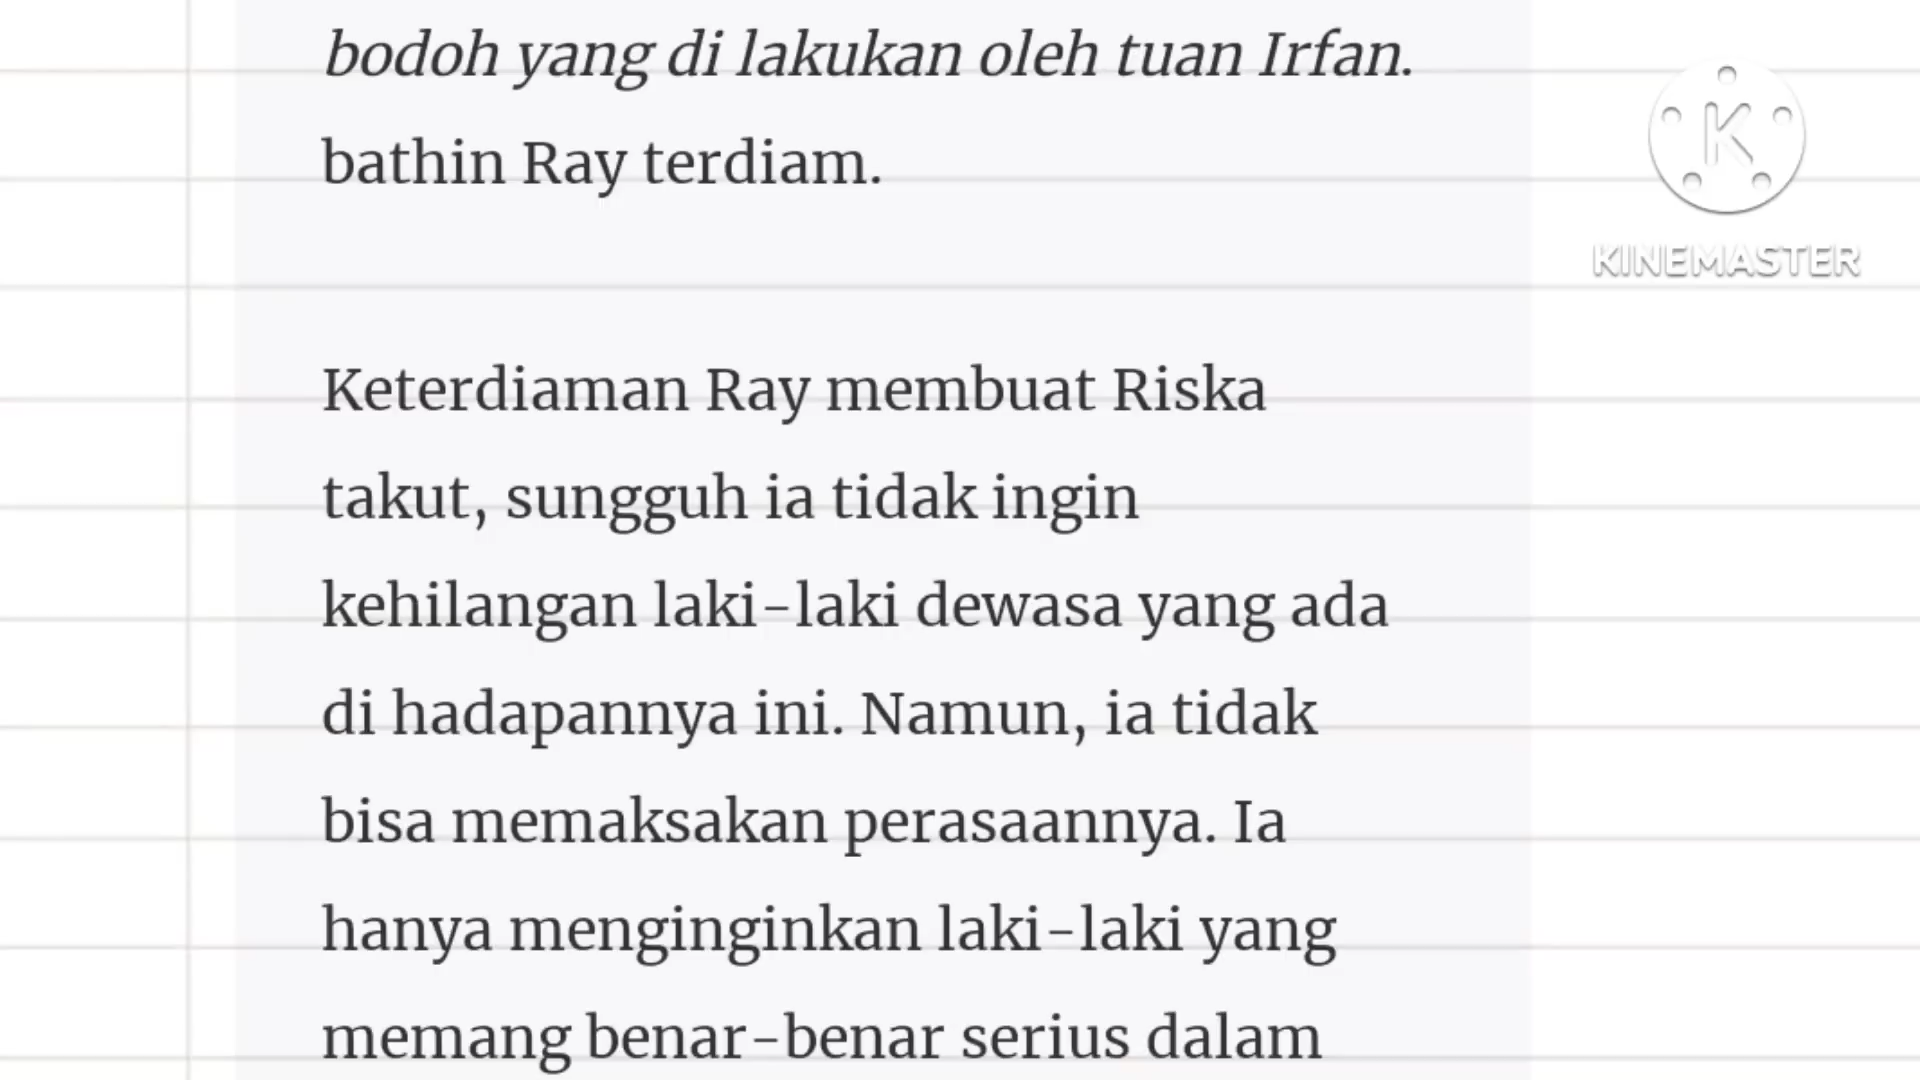 bodoh yang di lakukan oleh tuan Irfan.
bathin Ray terdiam.
Keterdiaman Ray membuat Riska
takut, sungguh ia tidak ingin
kehilangan laki-laki dewasa yang ada
di hadapannya ini. Namun, ia tidak
bisa memaksakan perasaannya. Ia
hanya menginginkan laki-laki yang
memang benar-benar serius dalam
K
KINEMASTER